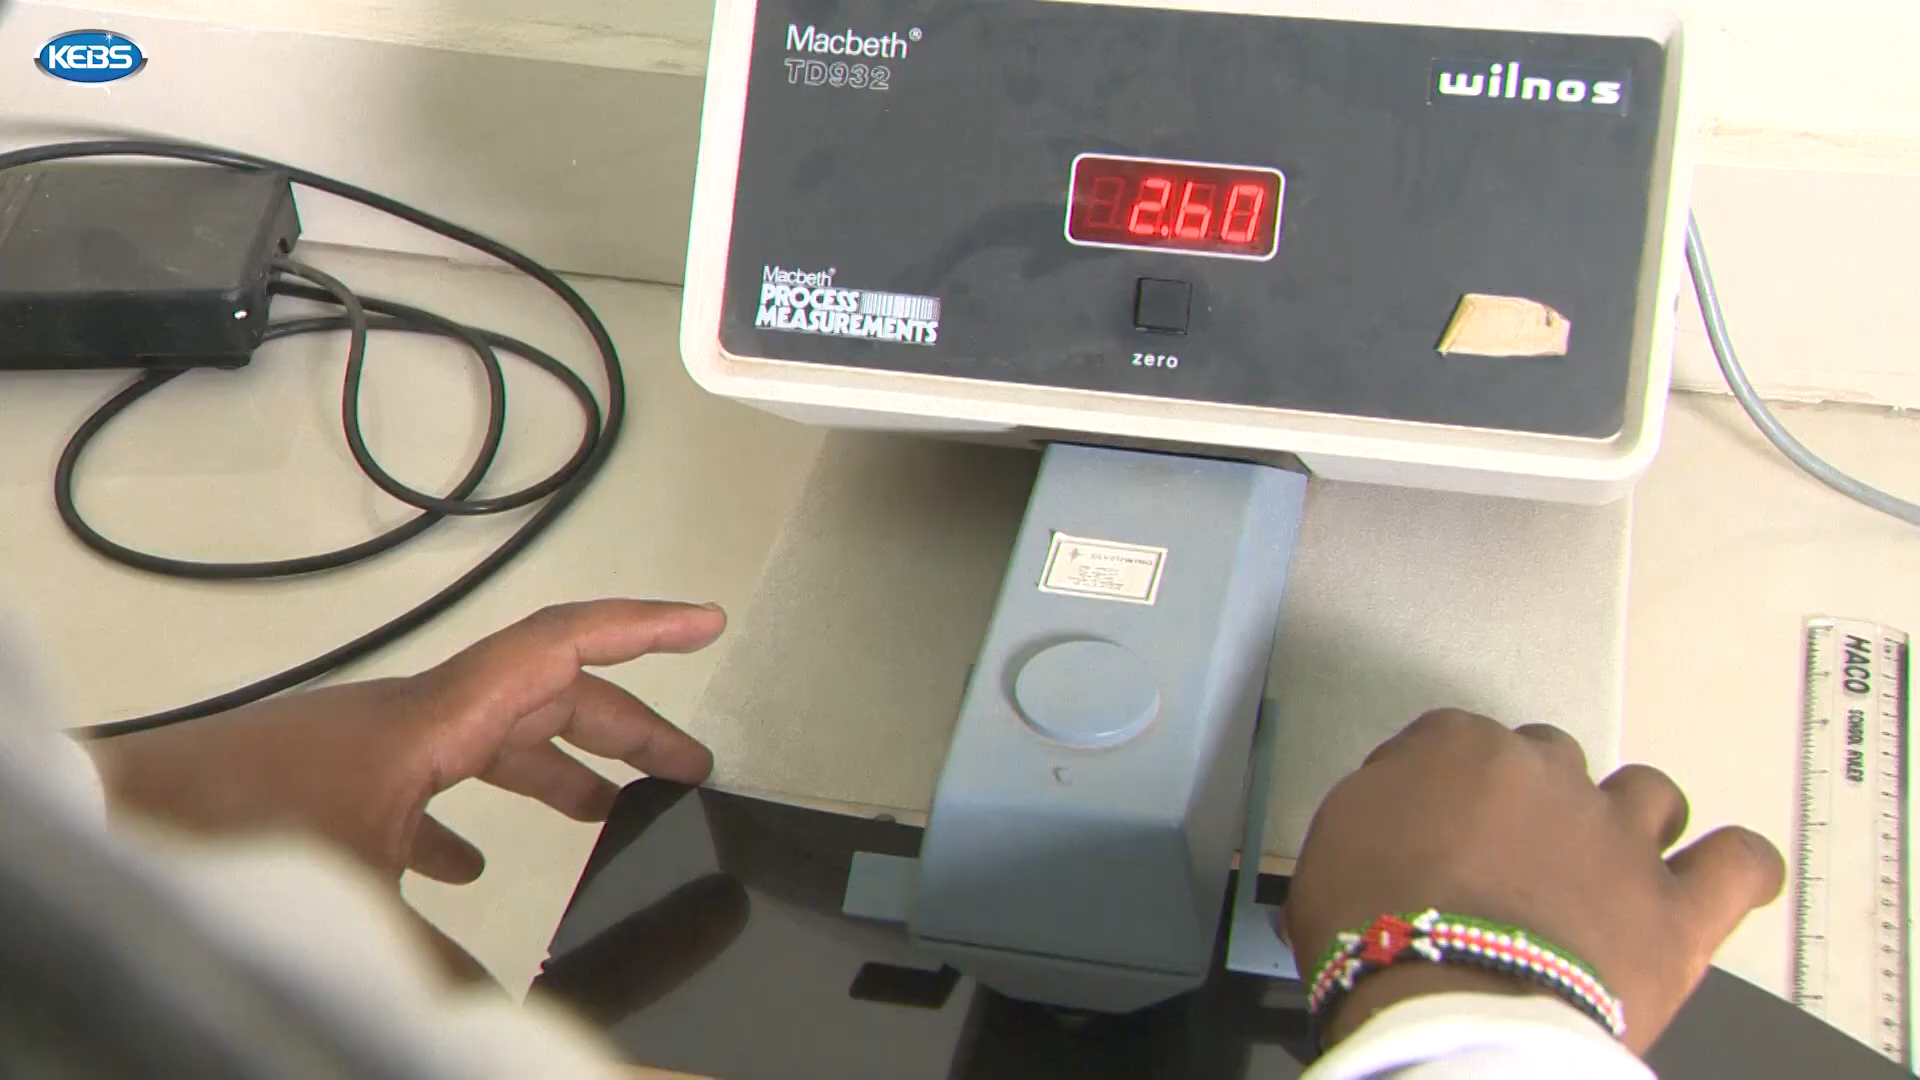 KEBS
Macbeth®
TD932
wilnos
2.60
Macbeth®
PROCESS
MEASUREMENTS
zero
HACO SCHOOL RULER